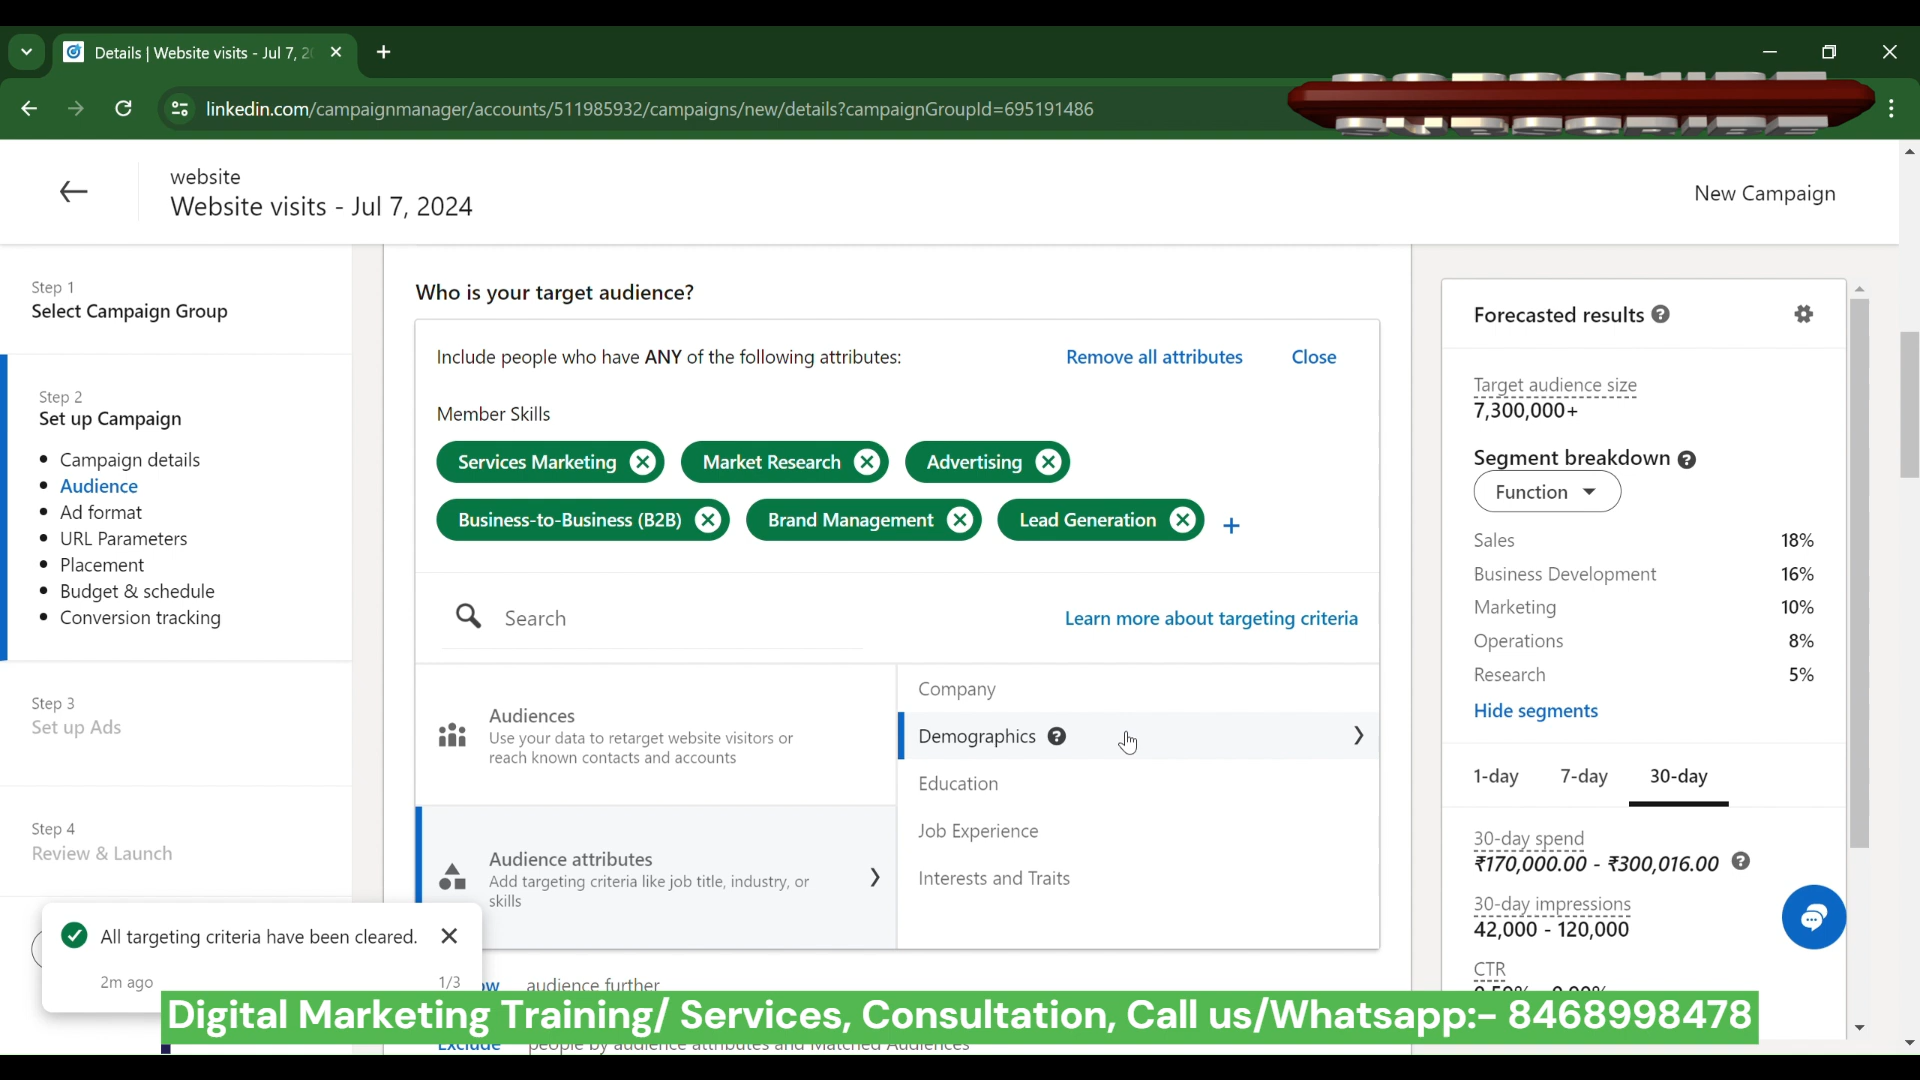 Details | Website visits - Jul 7, 20
linkedin.com/campaignmanager/accounts/511985932/campaigns/new/details?campaignGroupId=695191486
website
Website visits - Jul 7, 2024
New Campaign
Step 1
Select Campaign Group
Step 2
Set up Campaign
Campaign details
Audience
Ad format
URL Parameters
Placement
Budget & schedule
Conversion tracking
Step 3
Set up Ads
Step 4
Review & Launch
All targeting criteria have been cleared.
2m ago
1/3
Who is your target audience?
Include people who have ANY of the following attributes:
Remove all attributes
Close
Member Skills
Services Marketing
Market Research
Advertising
Business-to-Business (B2B)
Brand Management
Lead Generation
Search
Learn more about targeting criteria
Audiences
Use your data to retarget website visitors or
reach known contacts and accounts
Audience attributes
Add targeting criteria like job title, industry, or
skills
Company
Demographics
Education
Job Experience
Interests and Traits
audience further
Exclude people by audience attributes and Matched Audiences
Forecasted results
Target audience size
7,300,000+
Segment breakdown
Function
Sales 18%
Business Development 16%
Marketing 10%
Operations 8%
Research 5%
Hide segments
1-day 7-day 30-day
30-day spend
₹170,000.00 - ₹300,016.00
30-day impressions
42,000 - 120,000
CTR
Digital Marketing Training/ Services, Consultation, Call us/Whatsapp:- 8468998478